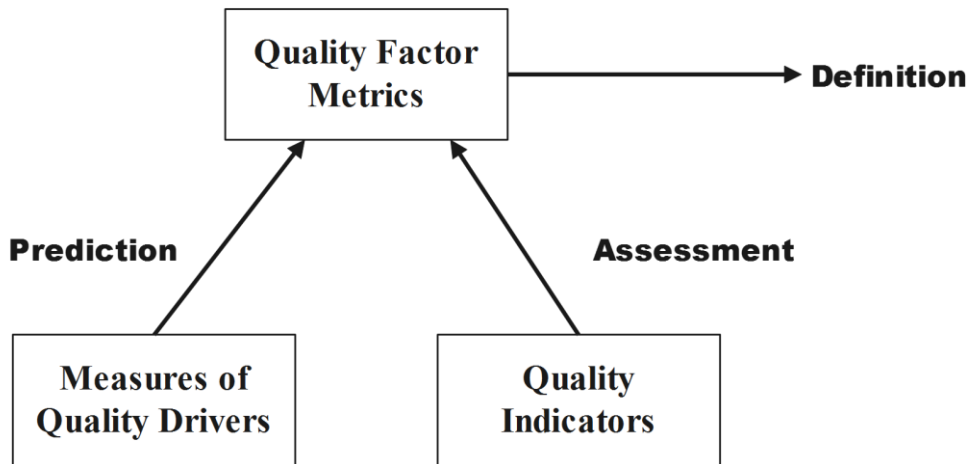 Quality Factor
Metrics
Definition
Prediction
Assessment
Measures of
Quality Drivers
Quality
Indicators